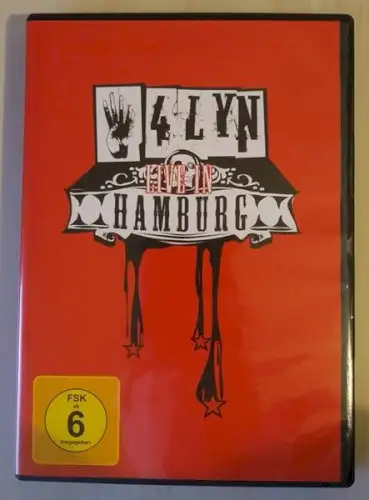 4LYN
LIVE IN
HAMBURG
FSK
ab
6
freigegeben